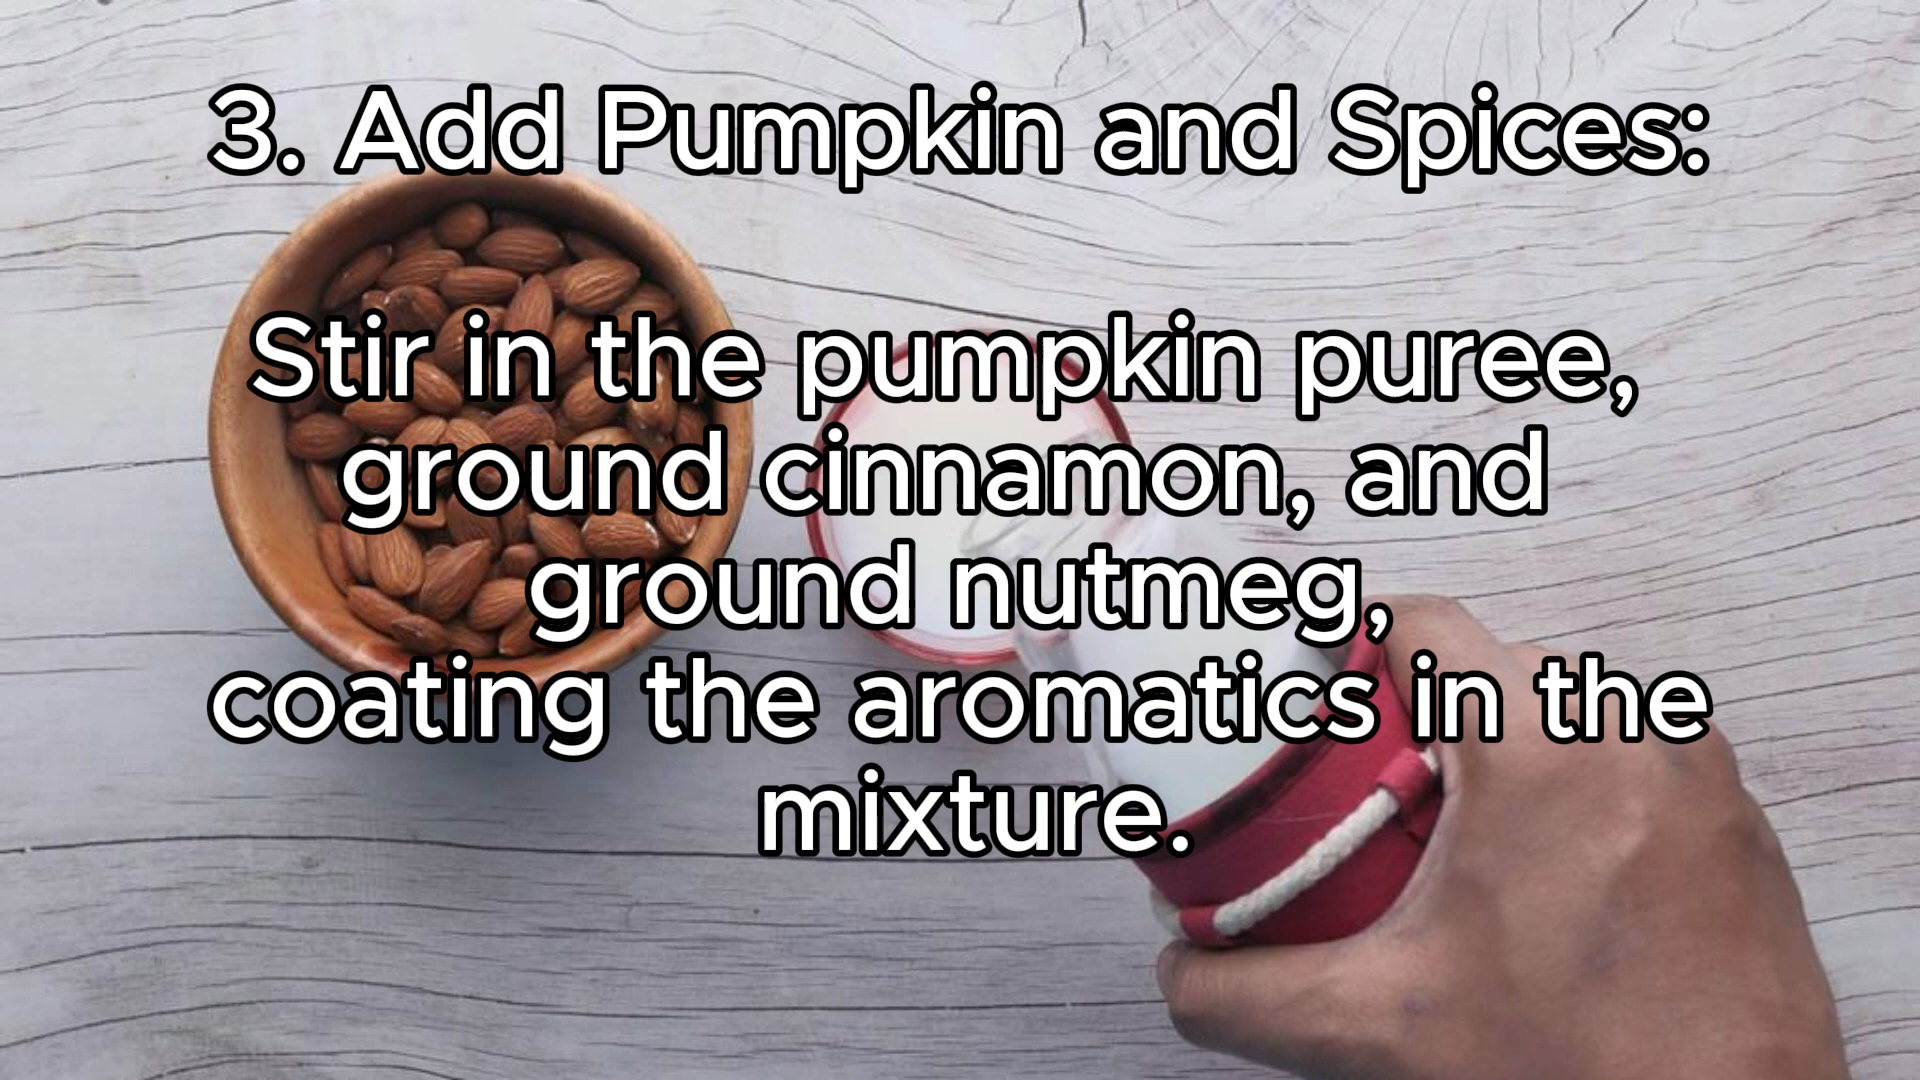 3. Add Pumpkin and Spices:
Stir in the pumpkin puree,
ground cinnamon, and
ground nutmeg,
coating the aromatics in the
mixture.